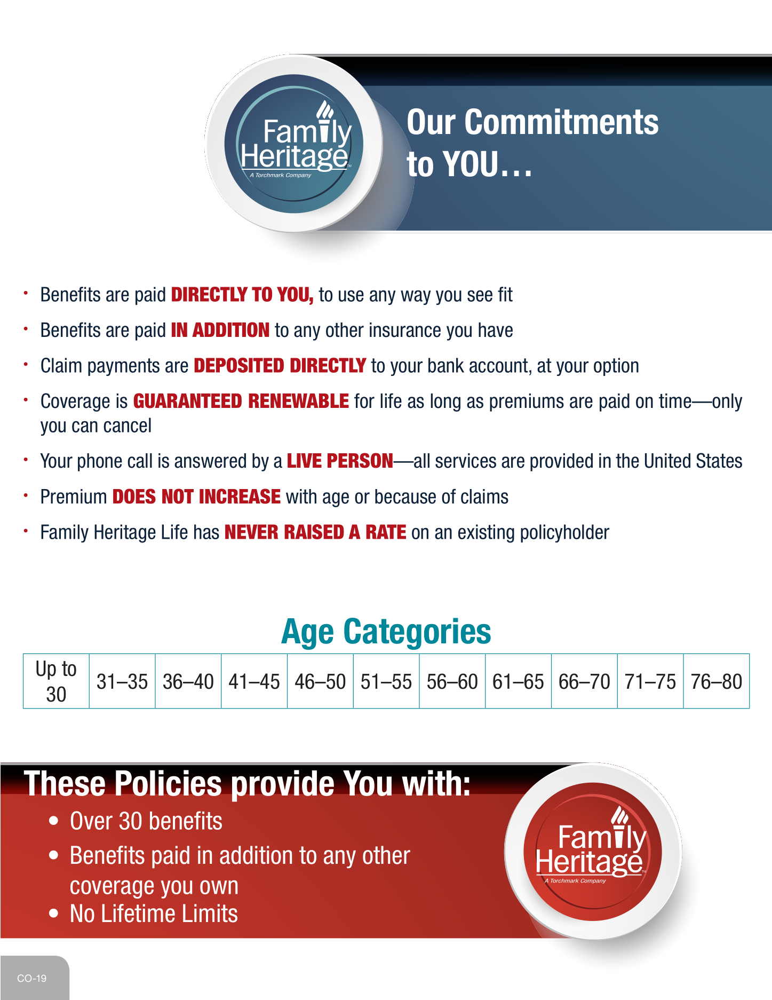 Family
Heritage™
A Torchmark Company
Our Commitments
to YOU…
• Benefits are paid DIRECTLY TO YOU, to use any way you see fit
• Benefits are paid IN ADDITION to any other insurance you have
• Claim payments are DEPOSITED DIRECTLY to your bank account, at your option
• Coverage is GUARANTEED RENEWABLE for life as long as premiums are paid on time—only
you can cancel
• Your phone call is answered by a LIVE PERSON—all services are provided in the United States
• Premium DOES NOT INCREASE with age or because of claims
• Family Heritage Life has NEVER RAISED A RATE on an existing policyholder
Age Categories
Up to
30
31–35 36–40 41–45 46–50 51–55 56–60 61–65 66–70 71–75 76–80
These Policies provide You with:
• Over 30 benefits
• Benefits paid in addition to any other
coverage you own
• No Lifetime Limits
Family
Heritage™
A Torchmark Company
CO-19